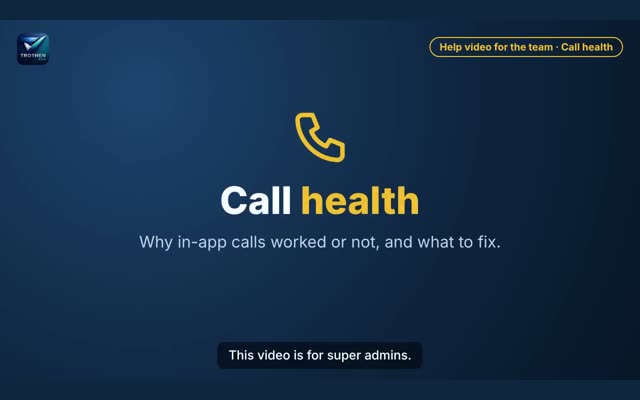 TROTHEN
Help video for the team · Call health
Call health
Why in-app calls worked or not, and what to fix.
This video is for super admins.